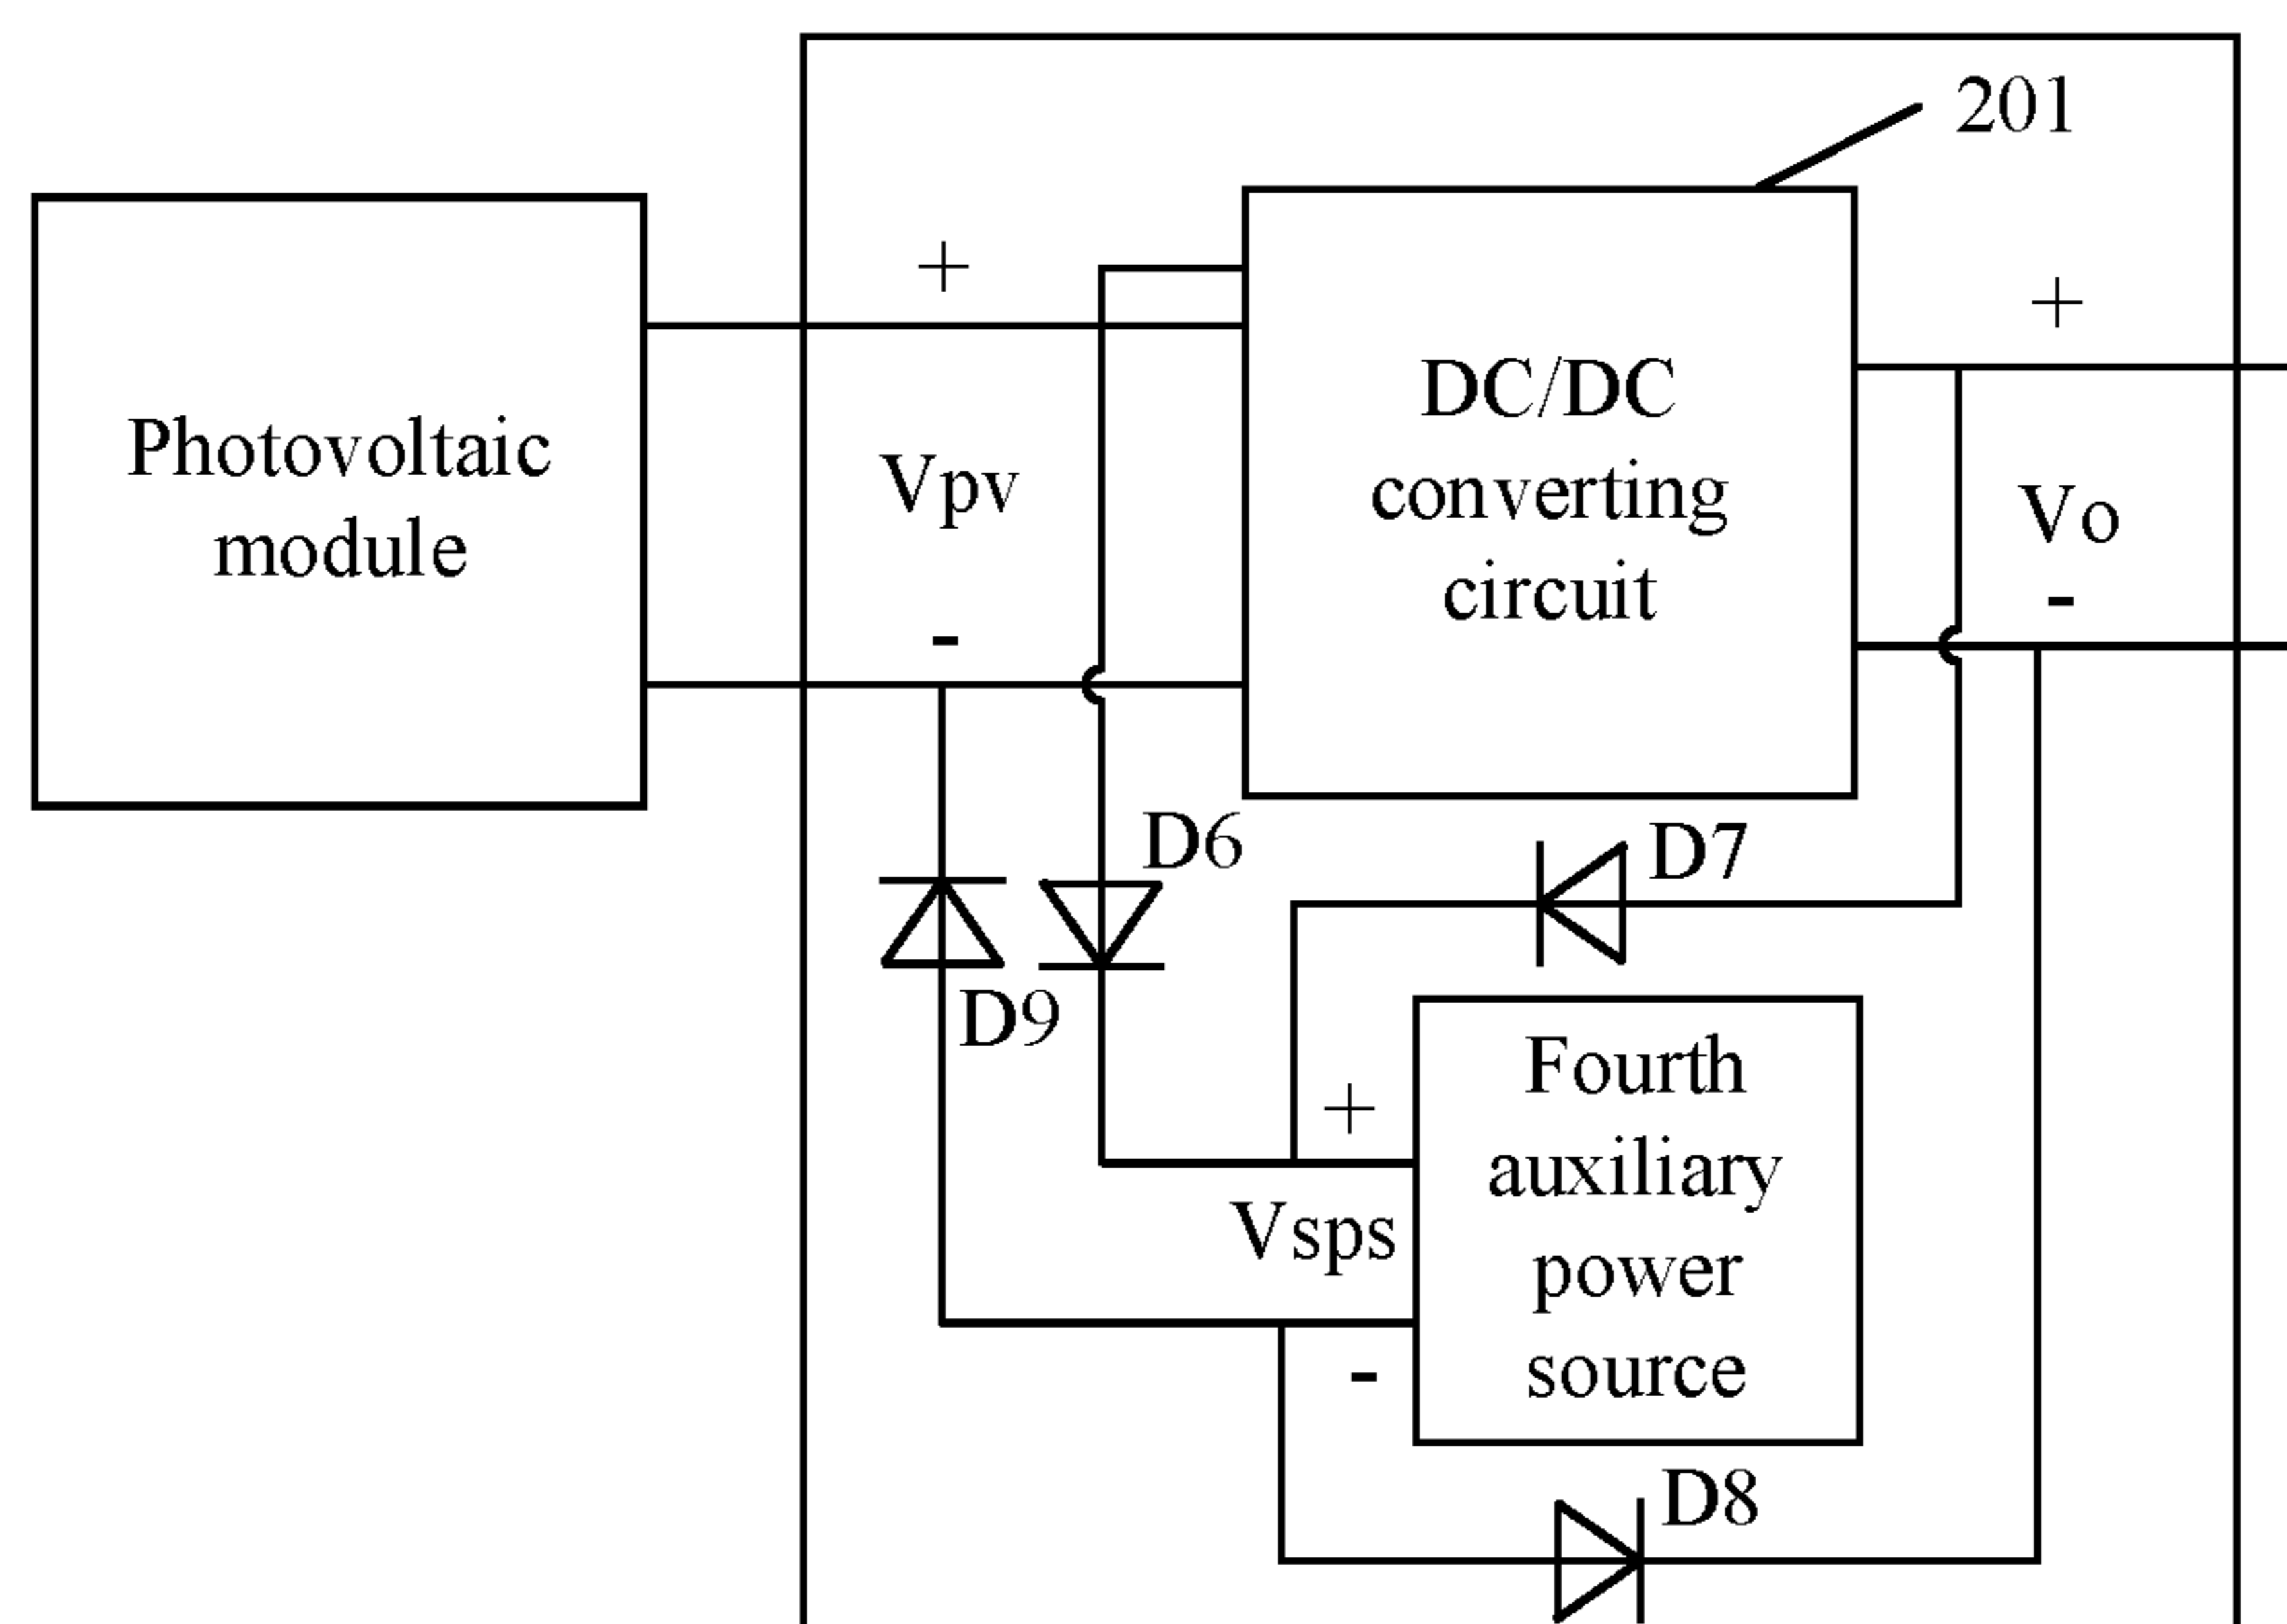 201
+
+
Photovoltaic
module
Vpv
DC/DC
converting
circuit
Vo
-
-
D6
D7
D9
+
Fourth
auxiliary
power
source
Vsps
-
D8